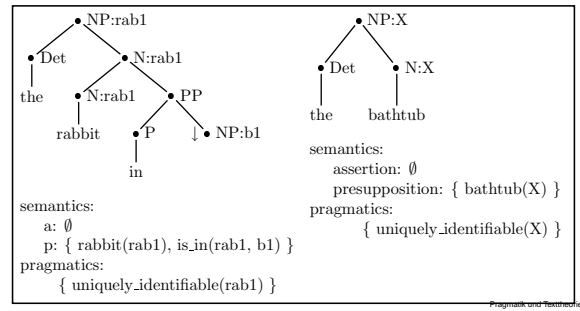 NP:rab1
Det N:rab1
the N:rab1 PP
rabbit P ↓ NP:b1
in
semantics:
a: ∅
p: { rabbit(rab1), is_in(rab1, b1) }
pragmatics:
{ uniquely_identifiable(rab1) }
NP:X
Det N:X
the bathtub
semantics:
assertion: ∅
presupposition: { bathtub(X) }
pragmatics:
{ uniquely_identifiable(X) }
Pragmatik und Texttheorie